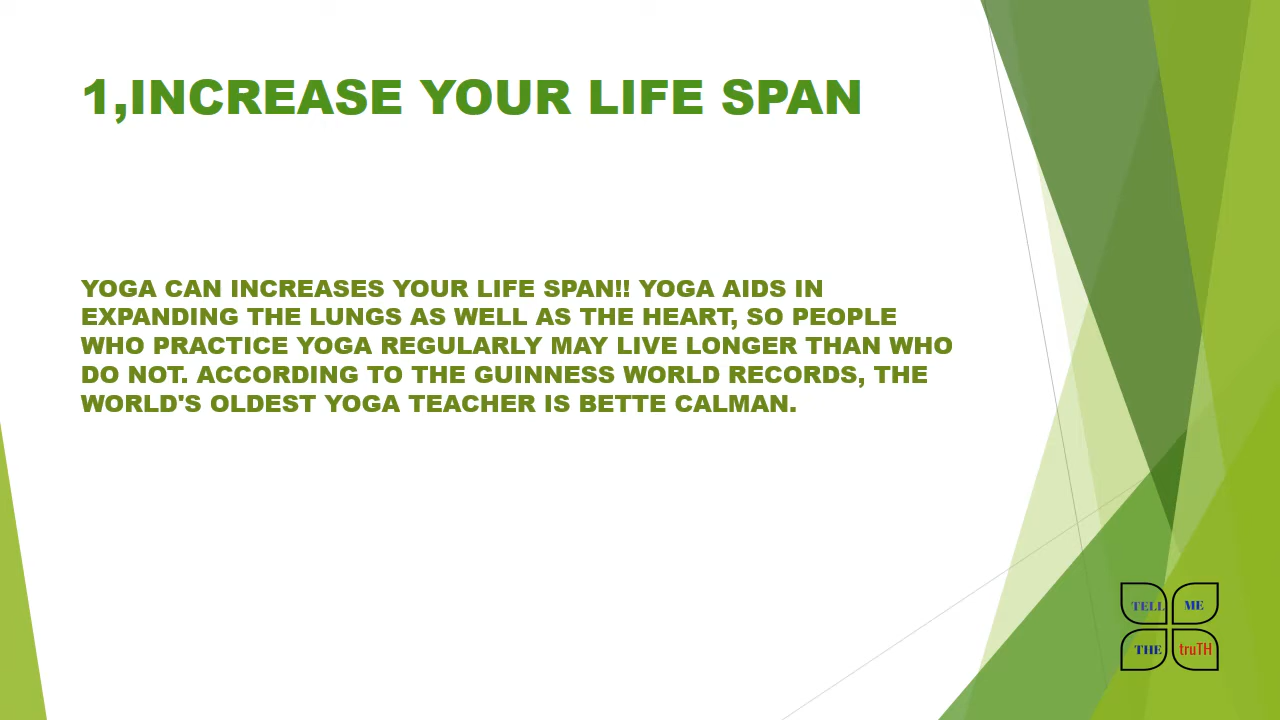 1,INCREASE YOUR LIFE SPAN
YOGA CAN INCREASES YOUR LIFE SPAN!! YOGA AIDS IN
EXPANDING THE LUNGS AS WELL AS THE HEART, SO PEOPLE
WHO PRACTICE YOGA REGULARLY MAY LIVE LONGER THAN WHO
DO NOT. ACCORDING TO THE GUINNESS WORLD RECORDS, THE
WORLD'S OLDEST YOGA TEACHER IS BETTE CALMAN.
TELL ME
THE truTH